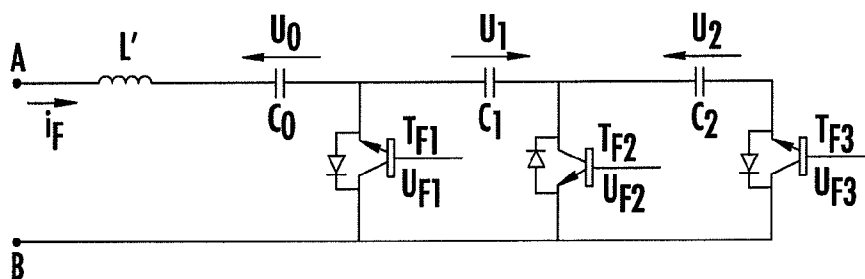 U0 U1 U2
A L'
iF C0 C1 C2
TF1 TF2 TF3
UF1 UF2 UF3
B